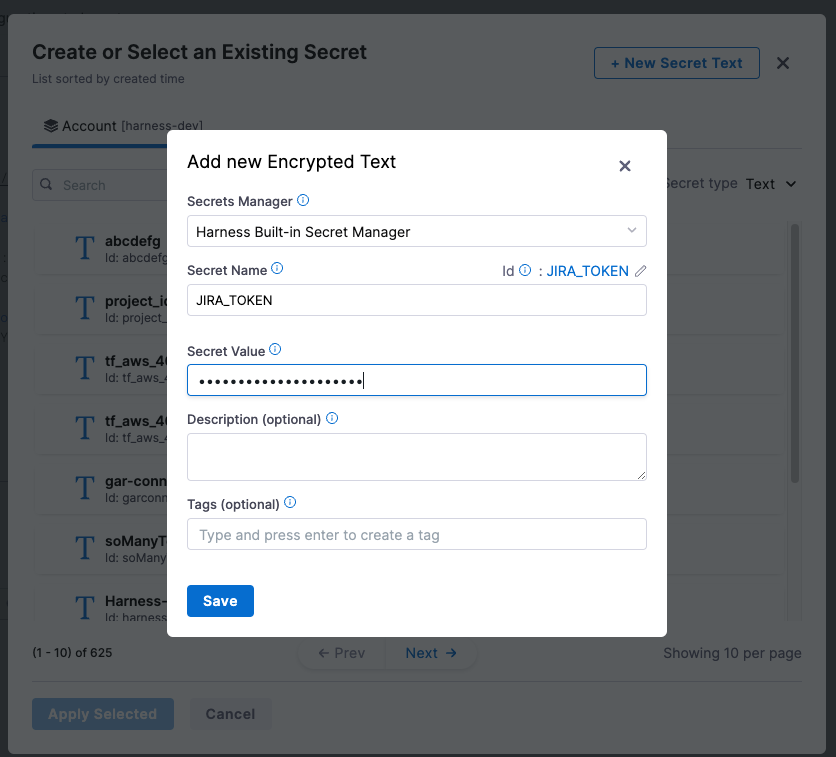 Create or Select an Existing Secret
List sorted by created time
+ New Secret Text
Account [harness-dev]
Search
Secret type Text
abcdefg
Id: abcdefg
project_id
Id: project_
tf_aws_40
Id: tf_aws_4
tf_aws_40
Id: tf_aws_4
gar-conn
Id: garconn
soManyT
Id: soMany
Harness-
Id: harness
Add new Encrypted Text
Secrets Manager
Harness Built-in Secret Manager
Secret Name
Id : JIRA_TOKEN
JIRA_TOKEN
Secret Value
•••••••••••••••••••••
Description (optional)
Tags (optional)
Type and press enter to create a tag
Save
(1 - 10) of 625
← Prev
Next →
Showing 10 per page
Apply Selected
Cancel